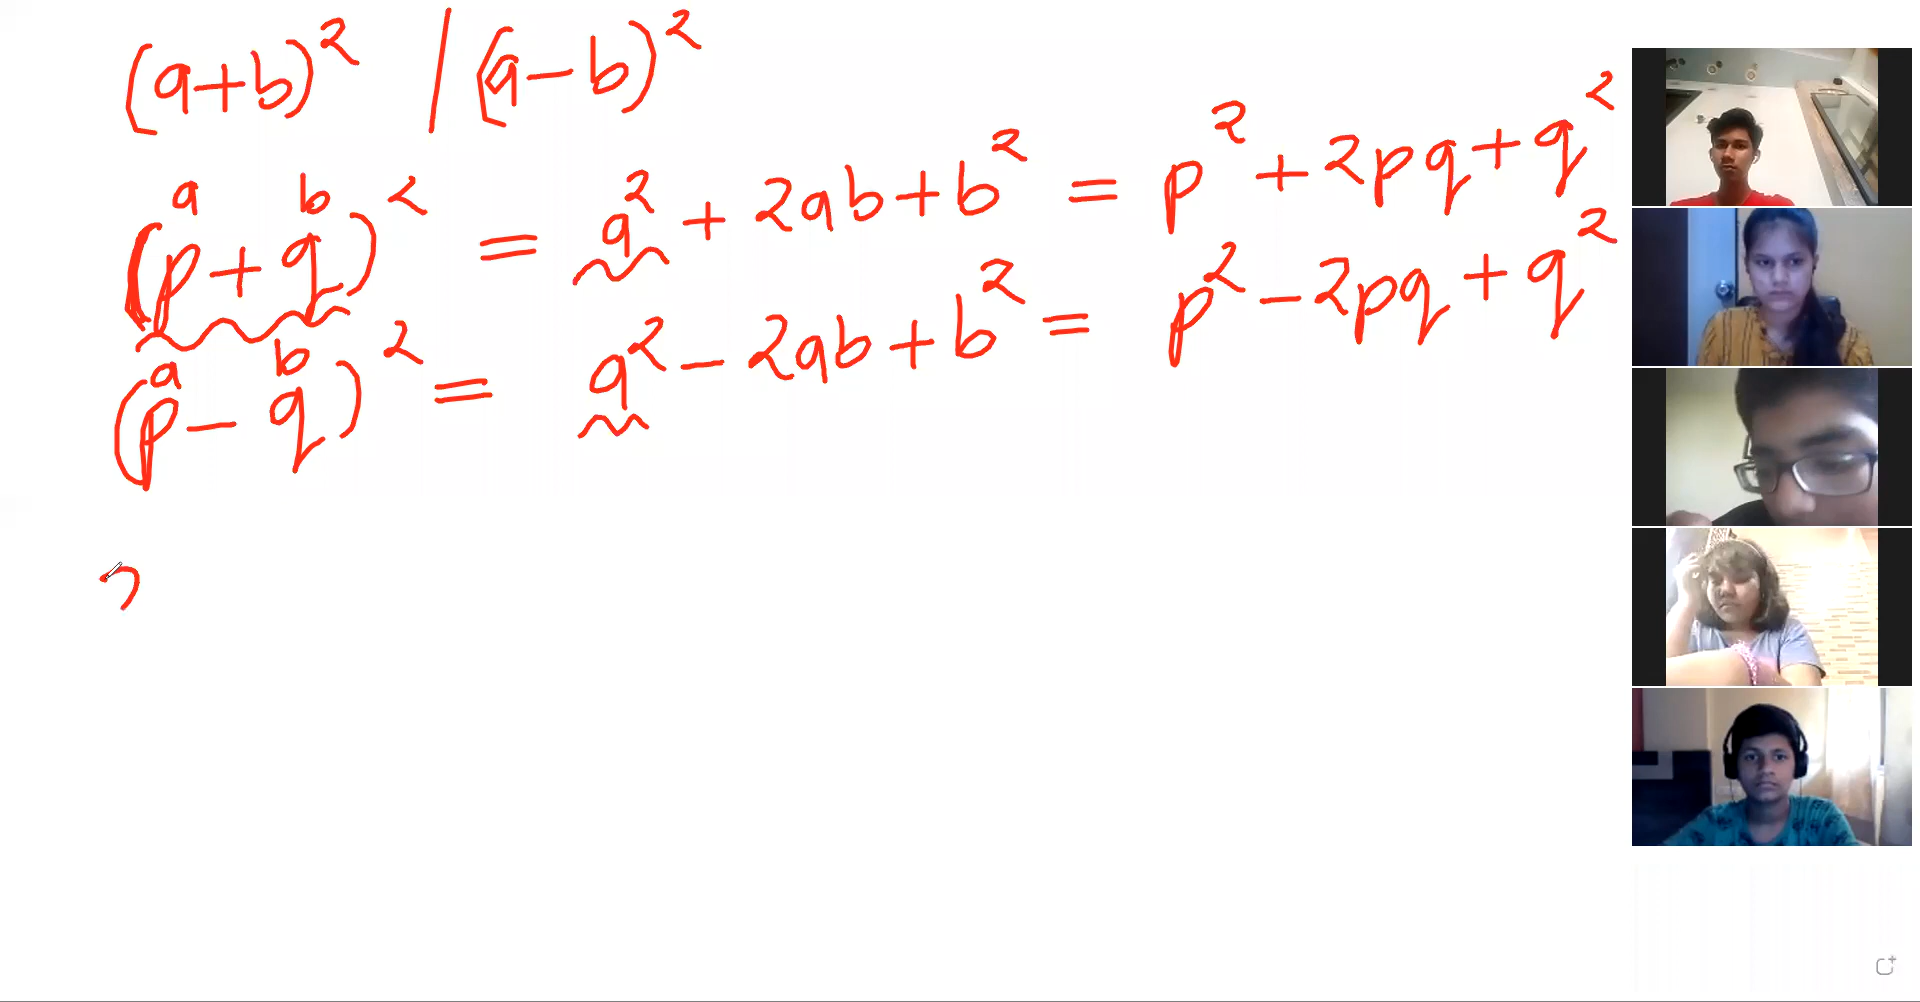 (a+b)² / (a-b)²
a b
(p+q)² = a² + 2ab + b² = p² + 2pq + q²
a b
(p-q)² = a² - 2ab + b² = p² - 2pq + q²